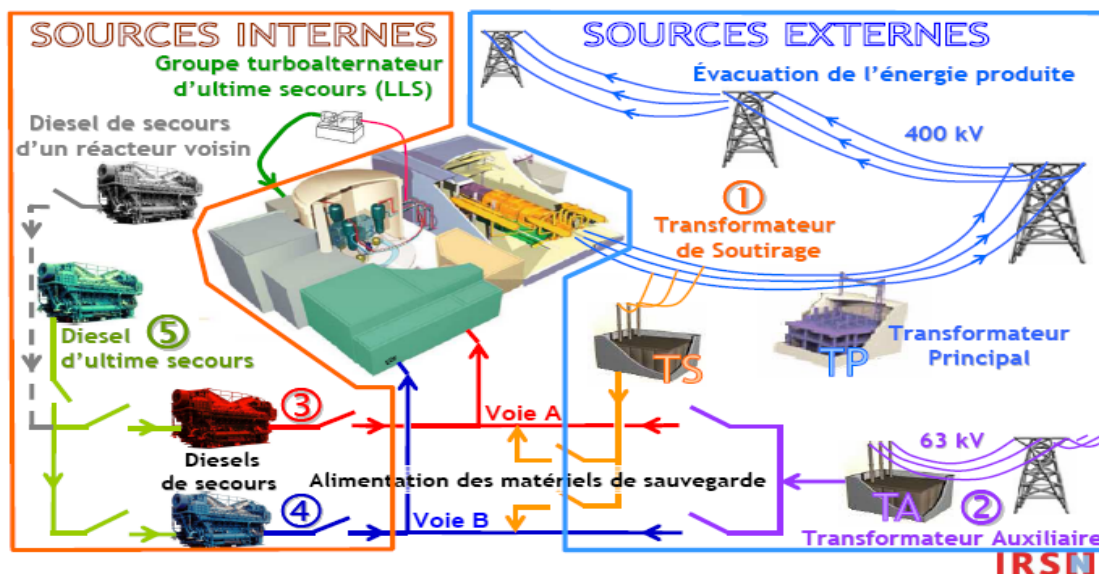 SOURCES INTERNES
Groupe turboalternateur
d'ultime secours (LLS)
Diesel de secours
d'un réacteur voisin
Diesel
d'ultime secours
⑤
③
Diesels
de secours
④
SOURCES EXTERNES
Évacuation de l'énergie produite
400 kV
①
Transformateur
de Soutirage
TS
TP
Transformateur
Principal
Voie A
63 kV
Alimentation des matériels de sauvegarde
Voie B
TA
②
Transformateur Auxiliaire
IRSN